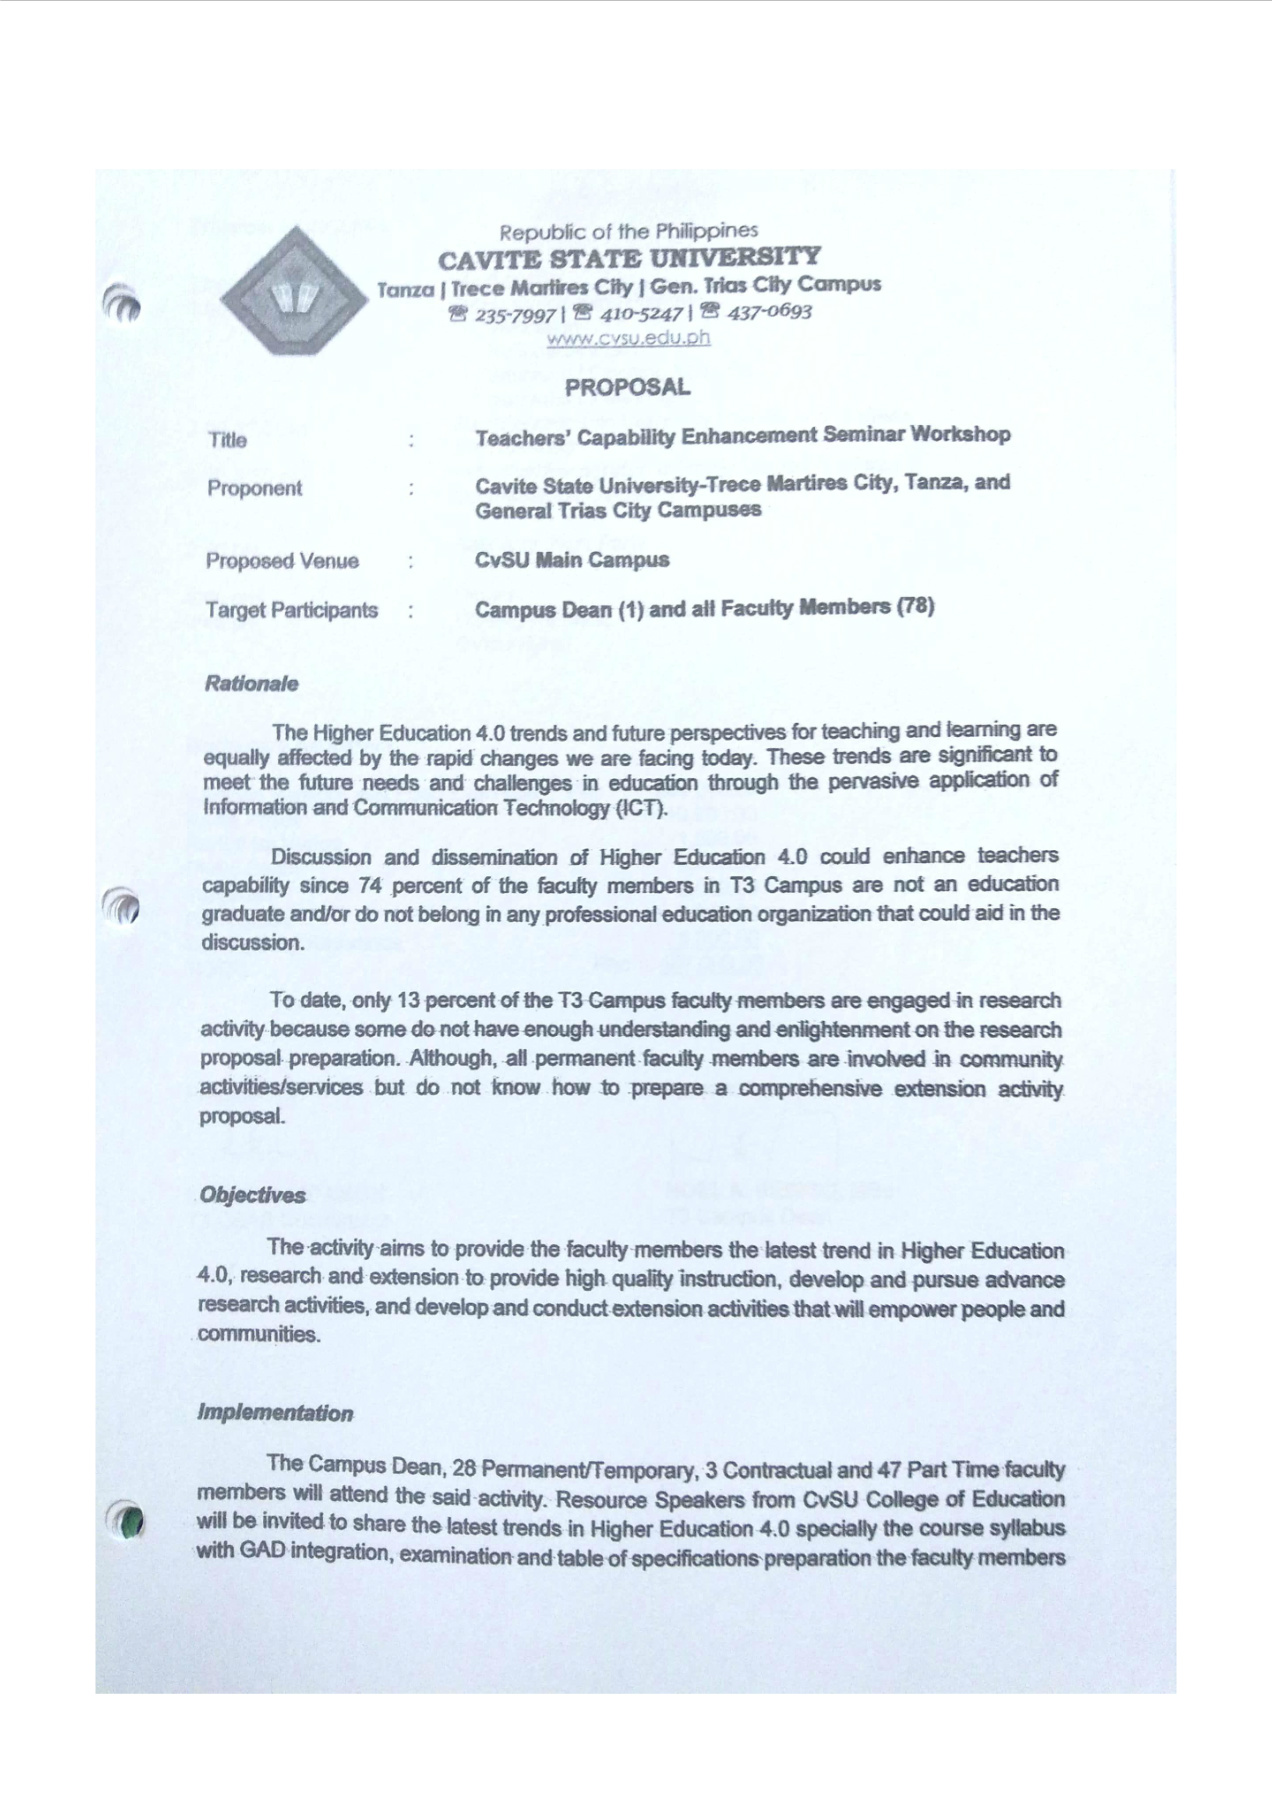 Republic of the Philippines
CAVITE STATE UNIVERSITY
Tanza | Trece Martires City | Gen. Trias City Campus
☎ 235-7997 | ☎ 410-5247 | ☎ 437-0693
www.cvsu.edu.ph
PROPOSAL
Title : Teachers' Capability Enhancement Seminar Workshop
Proponent : Cavite State University-Trece Martires City, Tanza, and
General Trias City Campuses
Proposed Venue : CvSU Main Campus
Target Participants : Campus Dean (1) and all Faculty Members (78)
Rationale
The Higher Education 4.0 trends and future perspectives for teaching and learning are
equally affected by the rapid changes we are facing today. These trends are significant to
meet the future needs and challenges in education through the pervasive application of
Information and Communication Technology (ICT).
Discussion and dissemination of Higher Education 4.0 could enhance teachers
capability since 74 percent of the faculty members in T3 Campus are not an education
graduate and/or do not belong in any professional education organization that could aid in the
discussion.
To date, only 13 percent of the T3 Campus faculty members are engaged in research
activity because some do not have enough understanding and enlightenment on the research
proposal preparation. Although, all permanent faculty members are involved in community
activities/services but do not know how to prepare a comprehensive extension activity
proposal.
Objectives
The activity aims to provide the faculty members the latest trend in Higher Education
4.0, research and extension to provide high quality instruction, develop and pursue advance
research activities, and develop and conduct extension activities that will empower people and
communities.
Implementation
The Campus Dean, 28 Permanent/Temporary, 3 Contractual and 47 Part Time faculty
members will attend the said activity. Resource Speakers from CvSU College of Education
will be invited to share the latest trends in Higher Education 4.0 specially the course syllabus
with GAD integration, examination and table of specifications preparation the faculty members